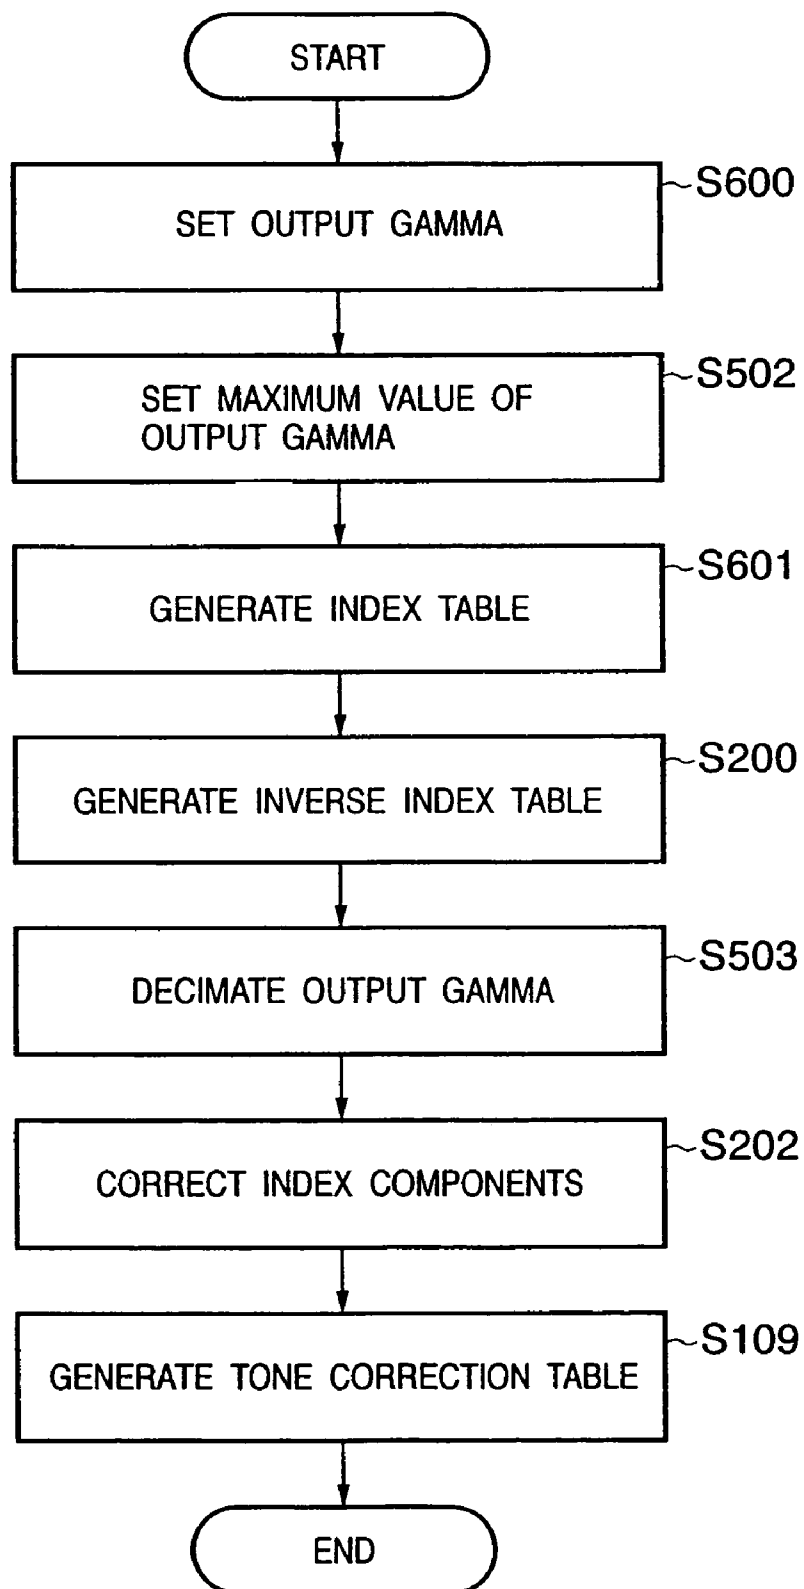 START
S600
SET OUTPUT GAMMA
S502
SET MAXIMUM VALUE OF
OUTPUT GAMMA
S601
GENERATE INDEX TABLE
S200
GENERATE INVERSE INDEX TABLE
S503
DECIMATE OUTPUT GAMMA
S202
CORRECT INDEX COMPONENTS
S109
GENERATE TONE CORRECTION TABLE
END